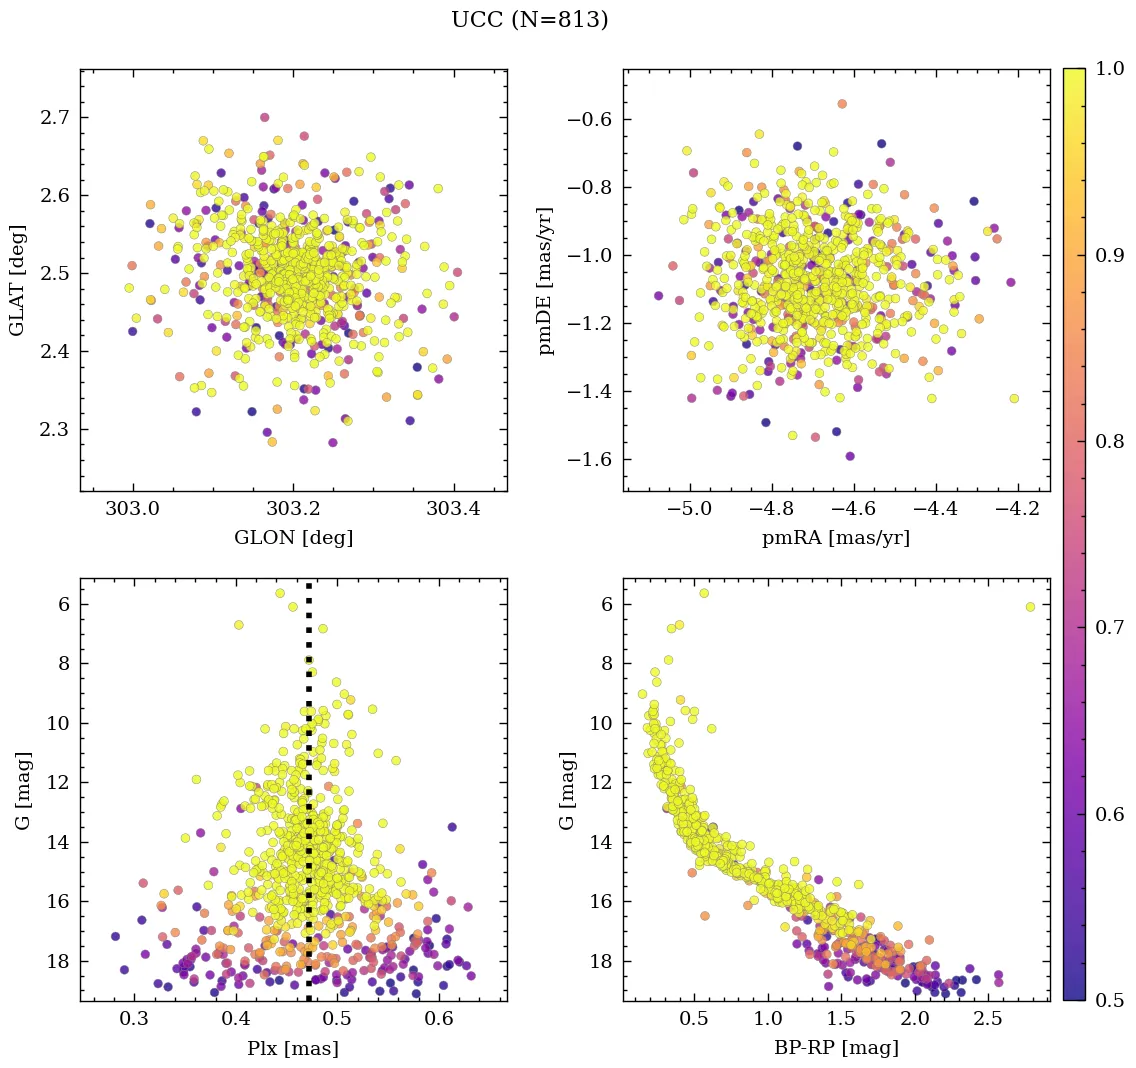 UCC (N=813)
2.7
2.6
2.5
2.4
2.3
GLAT [deg]
303.0 303.2 303.4
GLON [deg]
−0.6
−0.8
−1.0
−1.2
−1.4
−1.6
pmDE [mas/yr]
−5.0 −4.8 −4.6 −4.4 −4.2
pmRA [mas/yr]
6
8
10
12
14
16
18
G [mag]
0.3 0.4 0.5 0.6
Plx [mas]
6
8
10
12
14
16
18
G [mag]
0.5 1.0 1.5 2.0 2.5
BP-RP [mag]
1.0
0.9
0.8
0.7
0.6
0.5